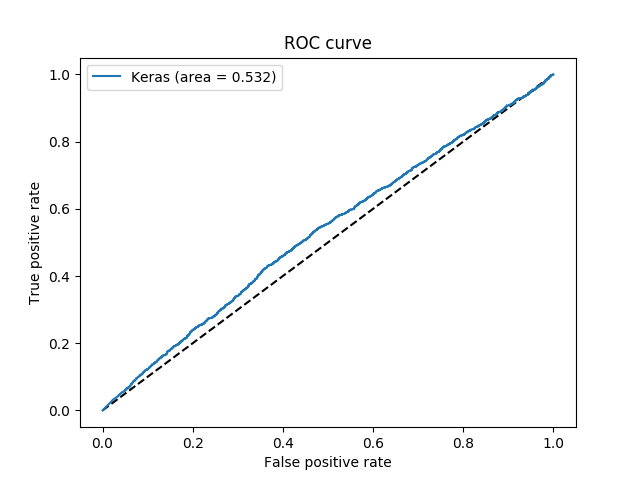 ROC curve
Keras (area = 0.532)
1.0
0.8
0.6
0.4
0.2
0.0
True positive rate
0.0 0.2 0.4 0.6 0.8 1.0
False positive rate